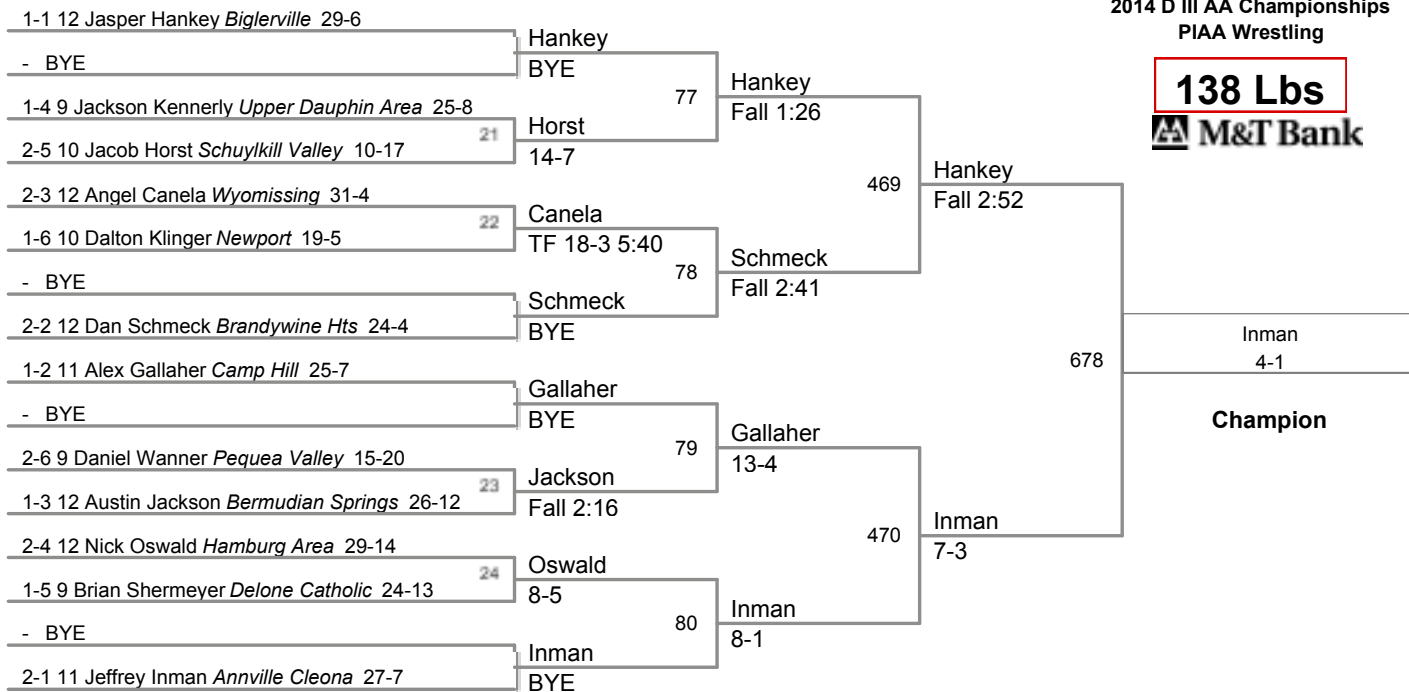 2014 D III AA Championships
PIAA Wrestling
138 Lbs
M&T Bank
1-1 12 Jasper Hankey Biglerville 29-6
- BYE
1-4 9 Jackson Kennerly Upper Dauphin Area 25-8
2-5 10 Jacob Horst Schuylkill Valley 10-17
2-3 12 Angel Canela Wyomissing 31-4
1-6 10 Dalton Klinger Newport 19-5
- BYE
2-2 12 Dan Schmeck Brandywine Hts 24-4
1-2 11 Alex Gallaher Camp Hill 25-7
- BYE
2-6 9 Daniel Wanner Pequea Valley 15-20
1-3 12 Austin Jackson Bermudian Springs 26-12
2-4 12 Nick Oswald Hamburg Area 29-14
1-5 9 Brian Shermeyer Delone Catholic 24-13
- BYE
2-1 11 Jeffrey Inman Annville Cleona 27-7
21
22
23
24
Hankey
BYE
Horst
14-7
Canela
TF 18-3 5:40
Schmeck
BYE
Gallaher
BYE
Jackson
Fall 2:16
Oswald
8-5
Inman
BYE
77
78
79
80
Hankey
Fall 1:26
Schmeck
Fall 2:41
Gallaher
13-4
Inman
8-1
469
470
Hankey
Fall 2:52
Inman
7-3
678
Inman
4-1
Champion